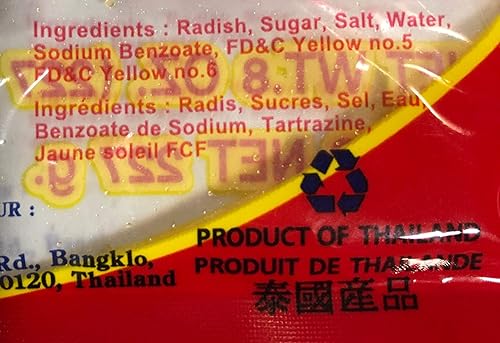 Ingredients : Radish, Sugar, Salt, Water,
Sodium Benzoate, FD&C Yellow no.5
FD&C Yellow no.6
Ingrédients : Radis, Sucres, Sel, Eau,
Benzoate de Sodium, Tartrazine,
Jaune soleil FCF
NET WT. 8 OZ. (227
NET 227 g.
UR :
Rd., Bangklo,
0120, Thailand
PRODUCT OF THAILAND
PRODUIT DE THAILANDE
泰國産品